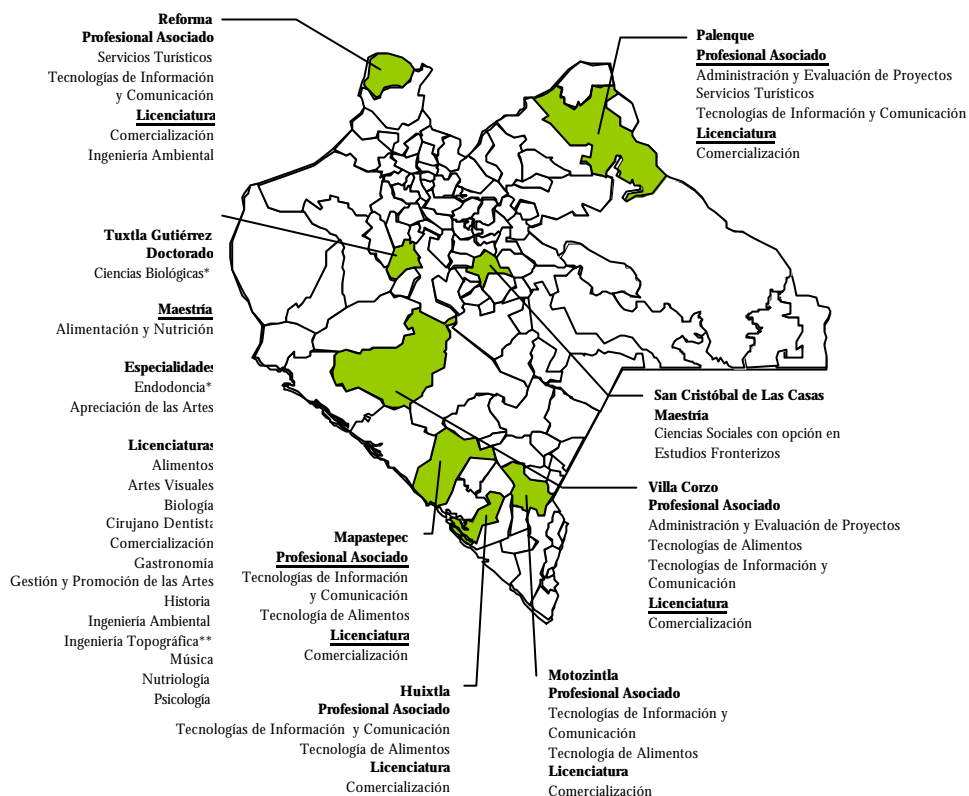 Reforma
Profesional Asociado
Servicios Turísticos
Tecnologías de Información
y Comunicación
Licenciatura
Comercialización
Ingeniería Ambiental
Palenque
Profesional Asociado
Administración y Evaluación de Proyectos
Servicios Turísticos
Tecnologías de Información y Comunicación
Licenciatura
Comercialización
Tuxtla Gutiérrez
Doctorado
Ciencias Biológicas*
Maestría
Alimentación y Nutrición
Especialidades
Endodoncia*
Apreciación de las Artes
Licenciaturas
Alimentos
Artes Visuales
Biología
Cirujano Dentista
Comercialización
Gastronomía
Gestión y Promoción de las Artes
Historia
Ingeniería Ambiental
Ingeniería Topográfica**
Música
Nutriología
Psicología
San Cristóbal de Las Casas
Maestría
Ciencias Sociales con opción en
Estudios Fronterizos
Villa Corzo
Profesional Asociado
Administración y Evaluación de Proyectos
Tecnologías de Alimentos
Tecnologías de Información y
Comunicación
Licenciatura
Comercialización
Mapastepec
Profesional Asociado
Tecnologías de Información
y Comunicación
Tecnología de Alimentos
Licenciatura
Comercialización
Huixtla
Profesional Asociado
Tecnologías de Información y Comunicación
Tecnología de Alimentos
Licenciatura
Comercialización
Motozintla
Profesional Asociado
Tecnologías de Información y
Comunicación
Tecnología de Alimentos
Licenciatura
Comercialización